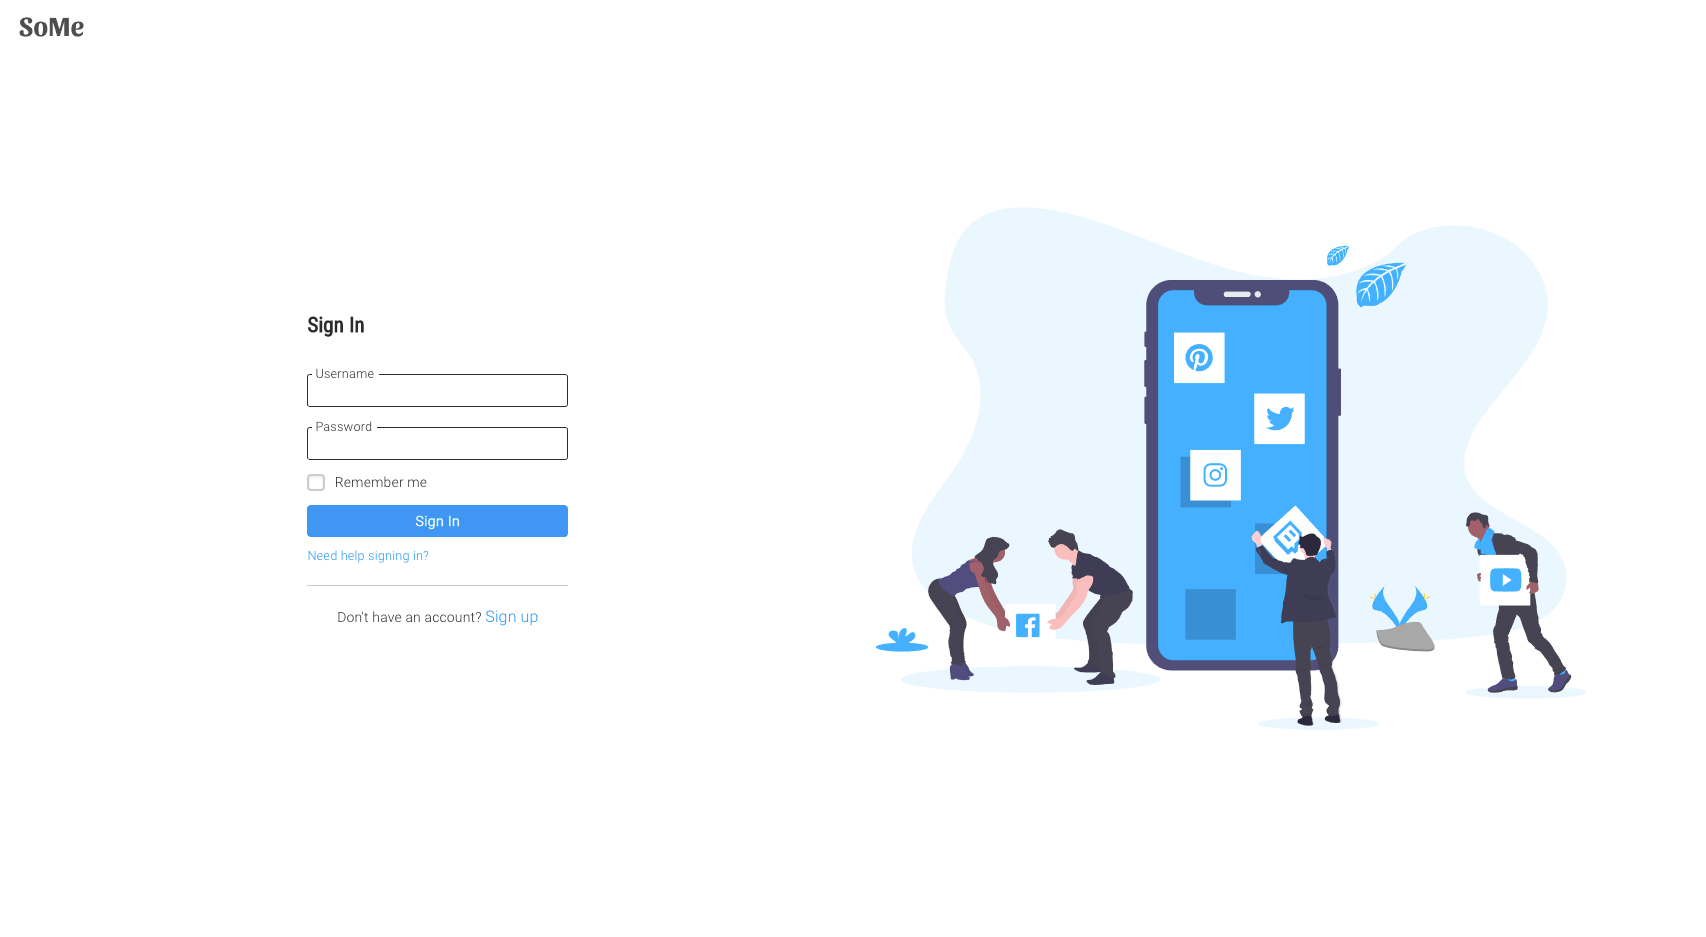 SoMe
Sign In
Username
Password
Remember me
Sign In
Need help signing in?
Don't have an account? Sign up